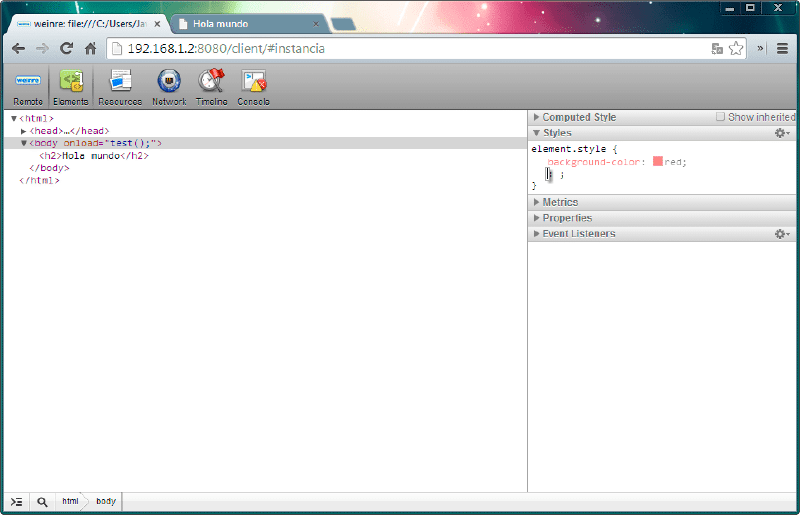 weinre: file:///C:/Users/Ja
Hola mundo
192.168.1.2:8080/client/#instancia
weinre
Remote Elements Resources Network Timeline Console
<html>
<head>…</head>
<body onload="test();">
<h2>Hola mundo</h2>
</body>
</html>
Computed Style Show inherited
Styles
element.style {
background-color: red;
: ;
}
Metrics
Properties
Event Listeners
html body